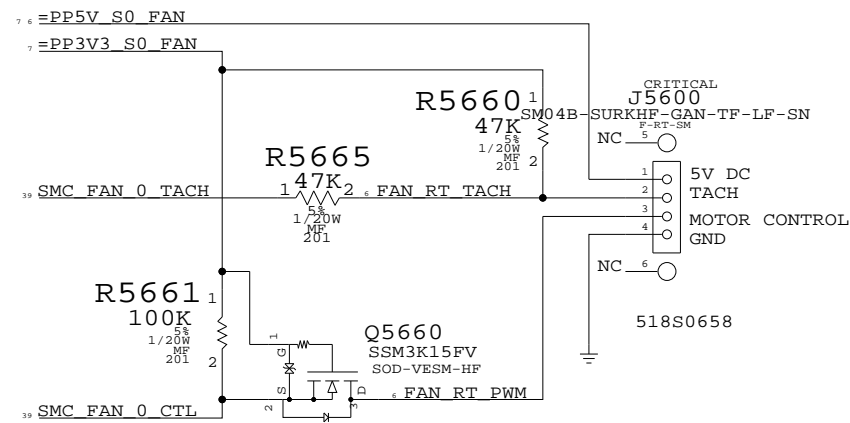 7 6 =PP5V_S0_FAN
7 =PP3V3_S0_FAN
CRITICAL
J5600
SM04B-SURKHF-GAN-TF-LF-SN
F-RT-SM
R5660 1
47K
5%
1/20W
MF
201
2
NC 5
R5665
1 47K 2
5%
1/20W
MF
201
39 SMC_FAN_0_TACH
6 FAN_RT_TACH
1 5V DC
2 TACH
3 MOTOR CONTROL
4 GND
NC 6
518S0658
R5661 1
100K
5%
1/20W
MF
201
2
Q5660
SSM3K15FV
SOD-VESM-HF
1
G
S
D
2
3
6 FAN_RT_PWM
39 SMC_FAN_0_CTL